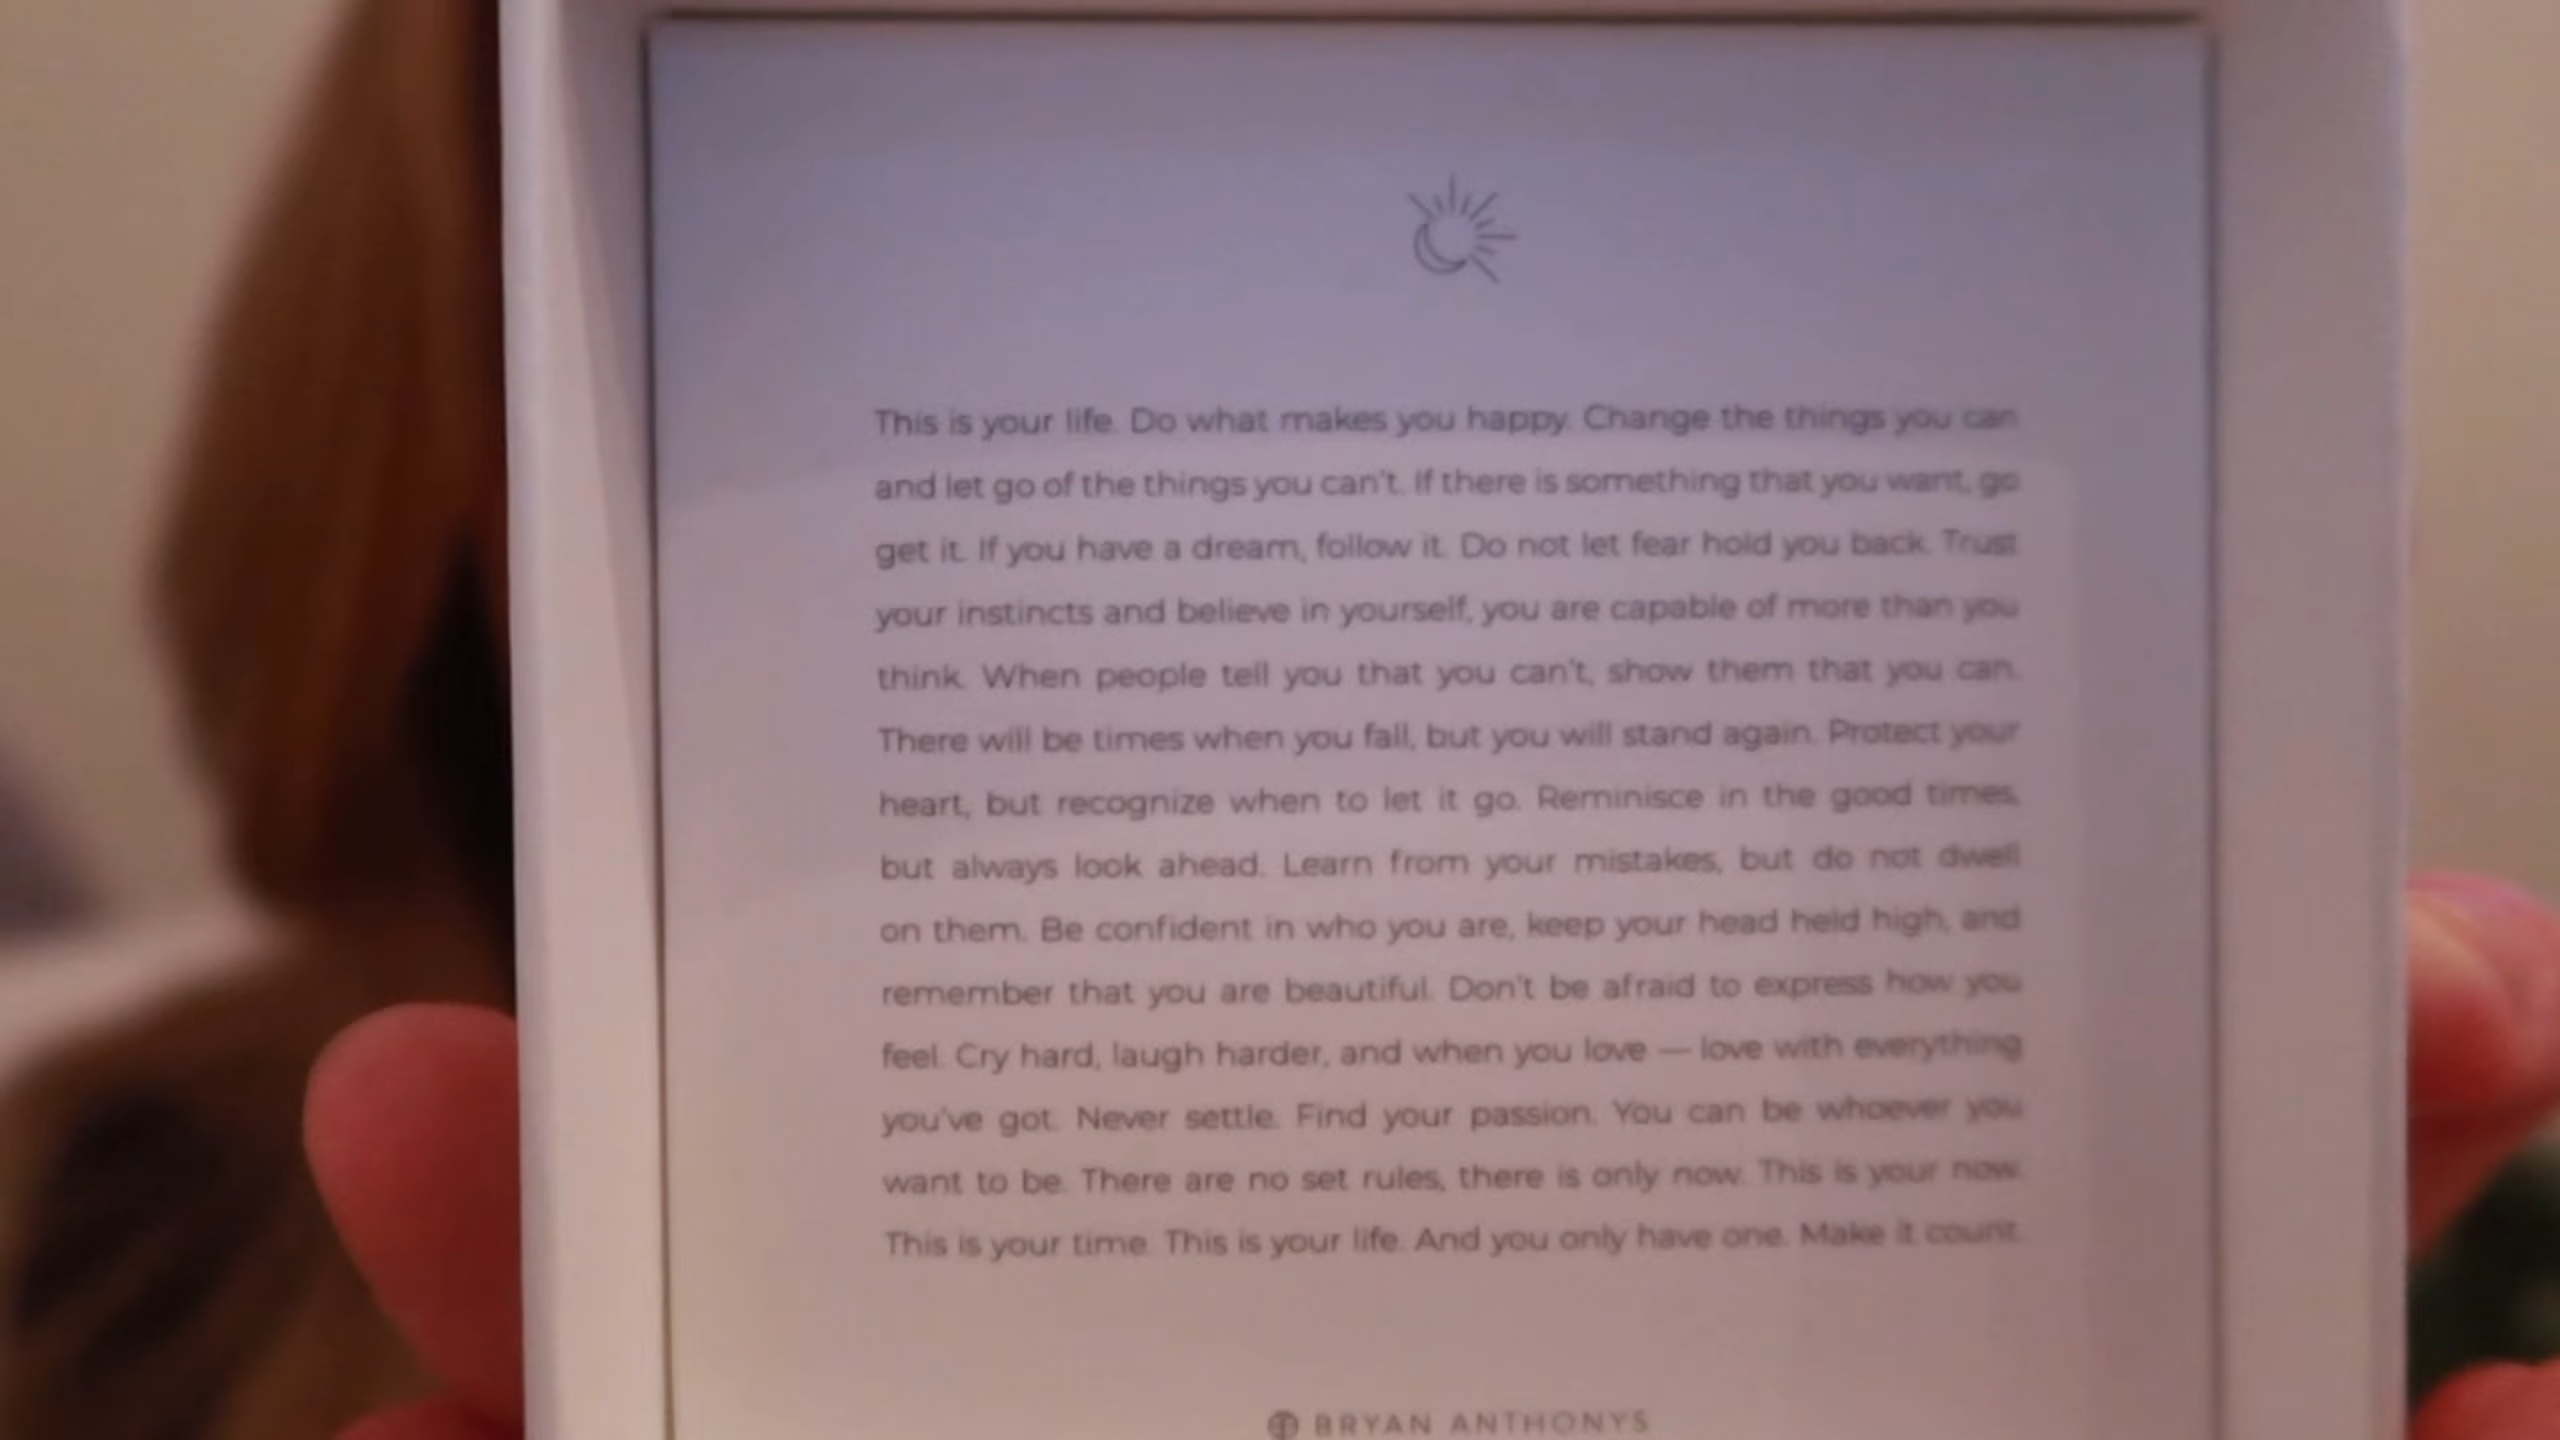 This is your life. Do what makes you happy. Change the things you can
and let go of the things you can't. If there is something that you want, go
get it. If you have a dream, follow it. Do not let fear hold you back. Trust
your instincts and believe in yourself, you are capable of more than you
think. When people tell you that you can't, show them that you can.
There will be times when you fall, but you will stand again. Protect your
heart, but recognize when to let it go. Reminisce in the good times,
but always look ahead. Learn from your mistakes, but do not dwell
on them. Be confident in who you are, keep your head held high, and
remember that you are beautiful. Don't be afraid to express how you
feel. Cry hard, laugh harder, and when you love — love with everything
you've got. Never settle. Find your passion. You can be whoever you
want to be. There are no set rules, there is only now. This is your now.
This is your time. This is your life. And you only have one. Make it count.
BRYAN ANTHONYS